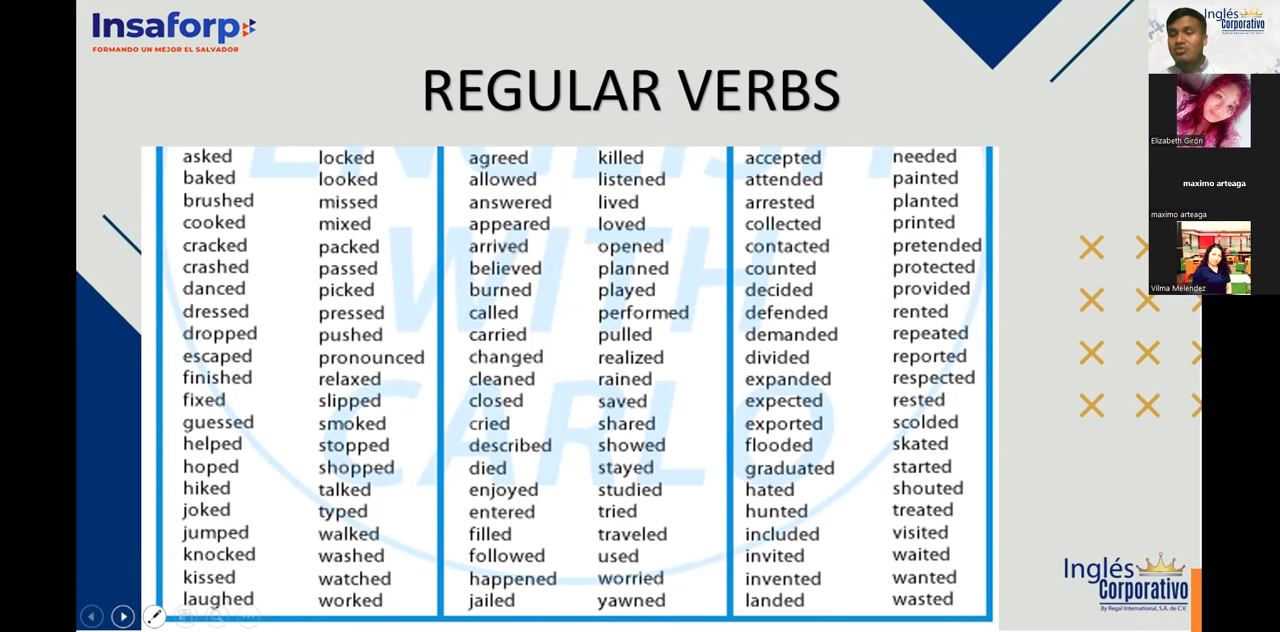 Insaforp
FORMANDO UN MEJOR EL SALVADOR
REGULAR VERBS
asked locked agreed killed accepted needed
baked looked allowed listened attended painted
brushed missed answered lived arrested planted
cooked mixed appeared loved collected printed
cracked packed arrived opened contacted pretended
crashed passed believed planned counted protected
danced picked burned played decided provided
dressed pressed called performed defended rented
dropped pushed carried pulled demanded repeated
escaped pronounced changed realized divided reported
finished relaxed cleaned rained expanded respected
fixed slipped closed saved expected rested
guessed smoked cried shared exported scolded
helped stopped described showed flooded skated
hoped shopped died stayed graduated started
hiked talked enjoyed studied hated shouted
joked typed entered tried hunted treated
jumped walked filled traveled included visited
knocked washed followed used invited waited
kissed watched happened worried invented wanted
laughed worked jailed yawned landed wasted
ENGLISH
WITH
CARLO
Inglés
Corporativo
By Regal International, S.A. de C.V.
Inglés
Corporativo
Elizabeth Girón
maximo arteaga
maximo arteaga
Vilma Melendez